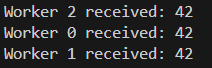 Worker 2 received: 42
Worker 0 received: 42
Worker 1 received: 42